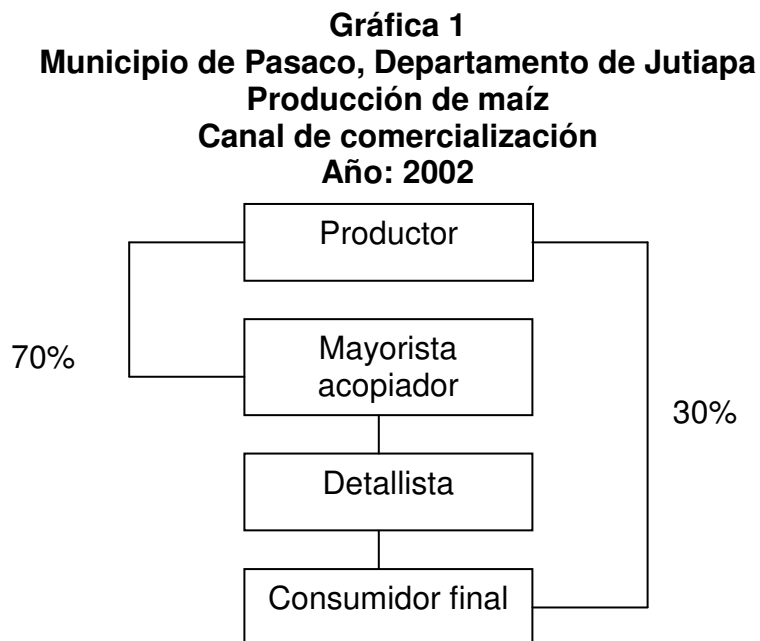 Gráfica 1
Municipio de Pasaco, Departamento de Jutiapa
Producción de maíz
Canal de comercialización
Año: 2002
Productor
70%
Mayorista
acopiador
30%
Detallista
Consumidor final